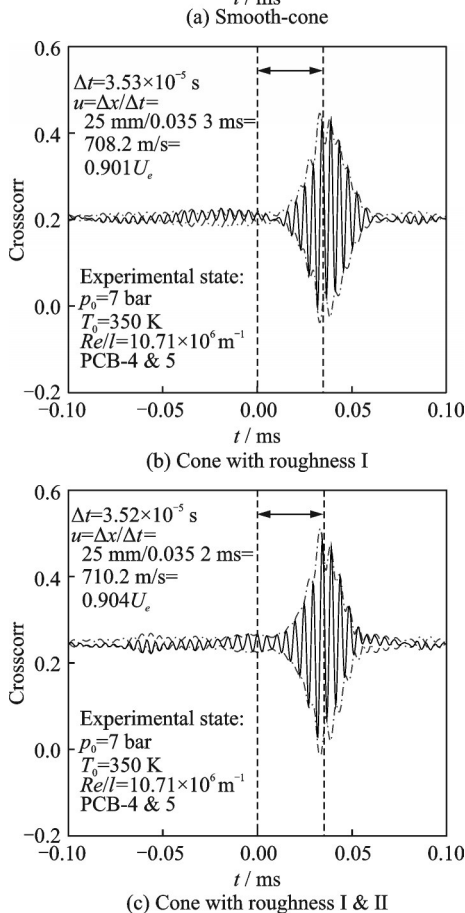 t / ms
(a) Smooth-cone
0.6
Δt=3.53×10⁻⁵ s
u=Δx/Δt=
25 mm/0.035 3 ms=
708.2 m/s=
0.901Uₑ
0.4
Crosscorr
0.2
Experimental state:
p₀=7 bar
T₀=350 K
Re/l=10.71×10⁶ m⁻¹
PCB-4 & 5
0.0
−0.2
−0.10 −0.05 0.00 0.05 0.10
t / ms
(b) Cone with roughness I
0.6
Δt=3.52×10⁻⁵ s
u=Δx/Δt=
25 mm/0.035 2 ms=
710.2 m/s=
0.904Uₑ
0.4
Crosscorr
0.2
Experimental state:
p₀=7 bar
T₀=350 K
Re/l=10.71×10⁶ m⁻¹
PCB-4 & 5
0.0
−0.2
−0.10 −0.05 0.00 0.05 0.10
t / ms
(c) Cone with roughness I & II